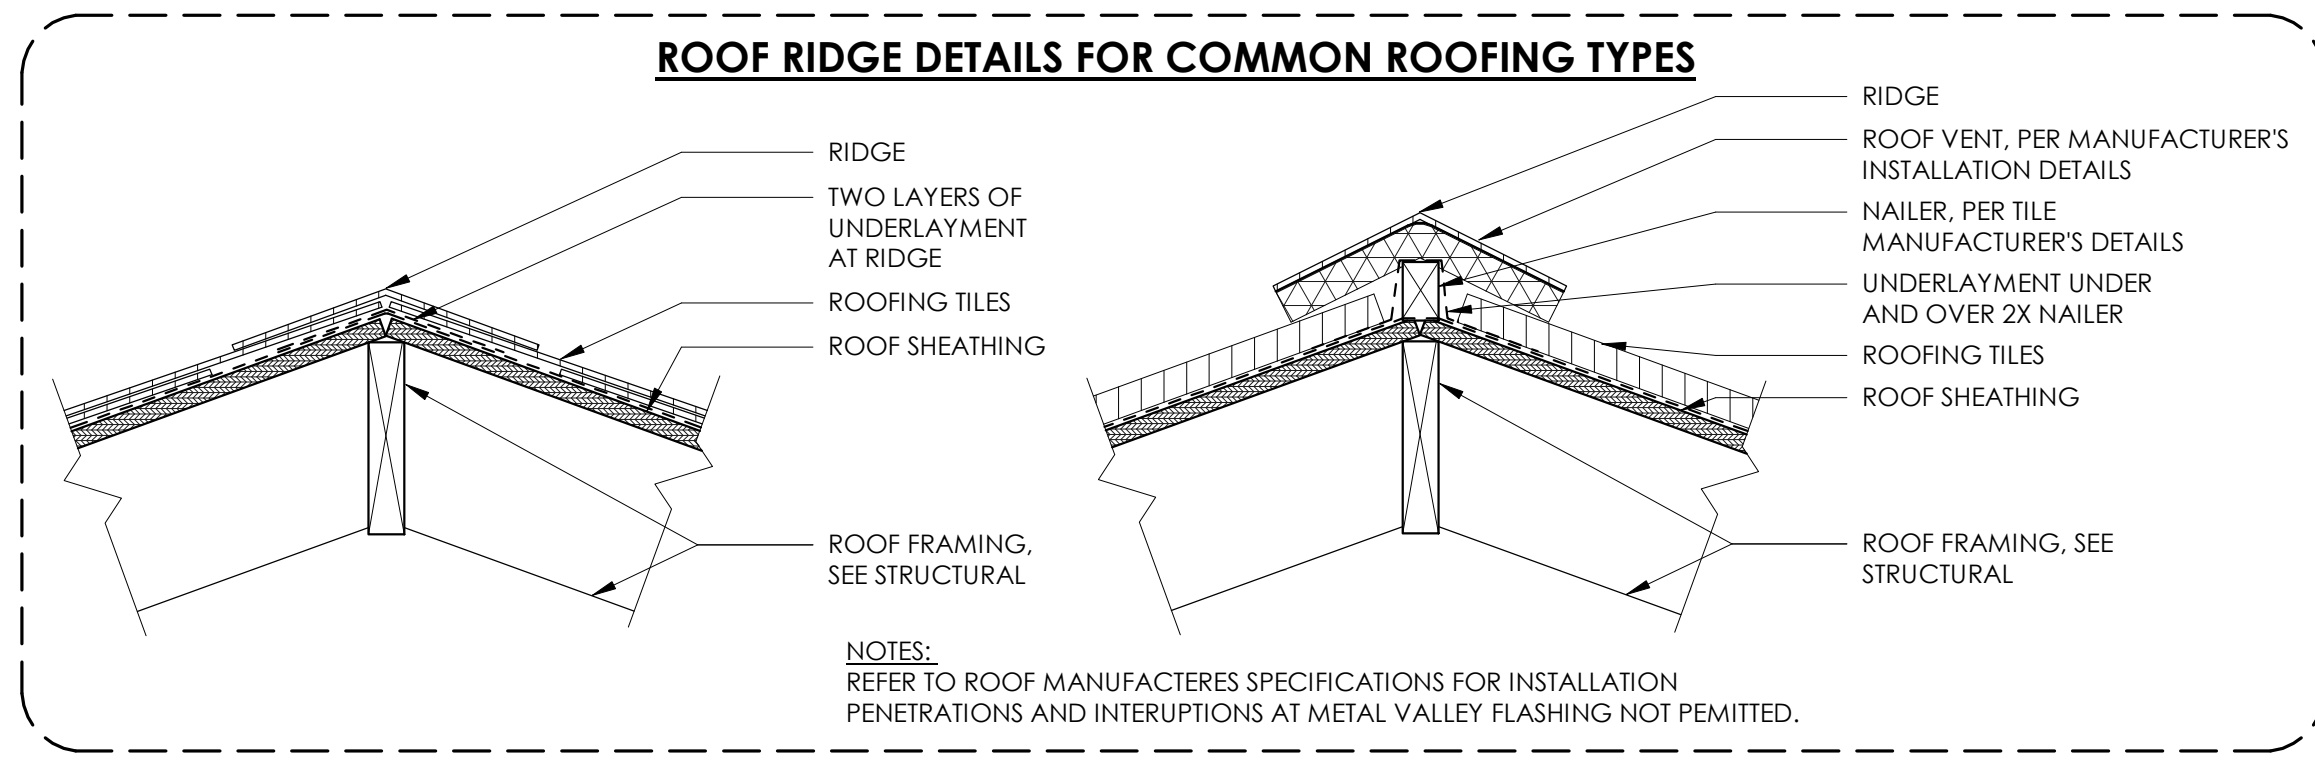 ROOF RIDGE DETAILS FOR COMMON ROOFING TYPES
RIDGE
TWO LAYERS OF
UNDERLAYMENT
AT RIDGE
ROOFING TILES
ROOF SHEATHING
ROOF FRAMING,
SEE STRUCTURAL
RIDGE
ROOF VENT, PER MANUFACTURER'S
INSTALLATION DETAILS
NAILER, PER TILE
MANUFACTURER'S DETAILS
UNDERLAYMENT UNDER
AND OVER 2X NAILER
ROOFING TILES
ROOF SHEATHING
ROOF FRAMING, SEE
STRUCTURAL
NOTES:
REFER TO ROOF MANUFACTERES SPECIFICATIONS FOR INSTALLATION
PENETRATIONS AND INTERUPTIONS AT METAL VALLEY FLASHING NOT PEMITTED.